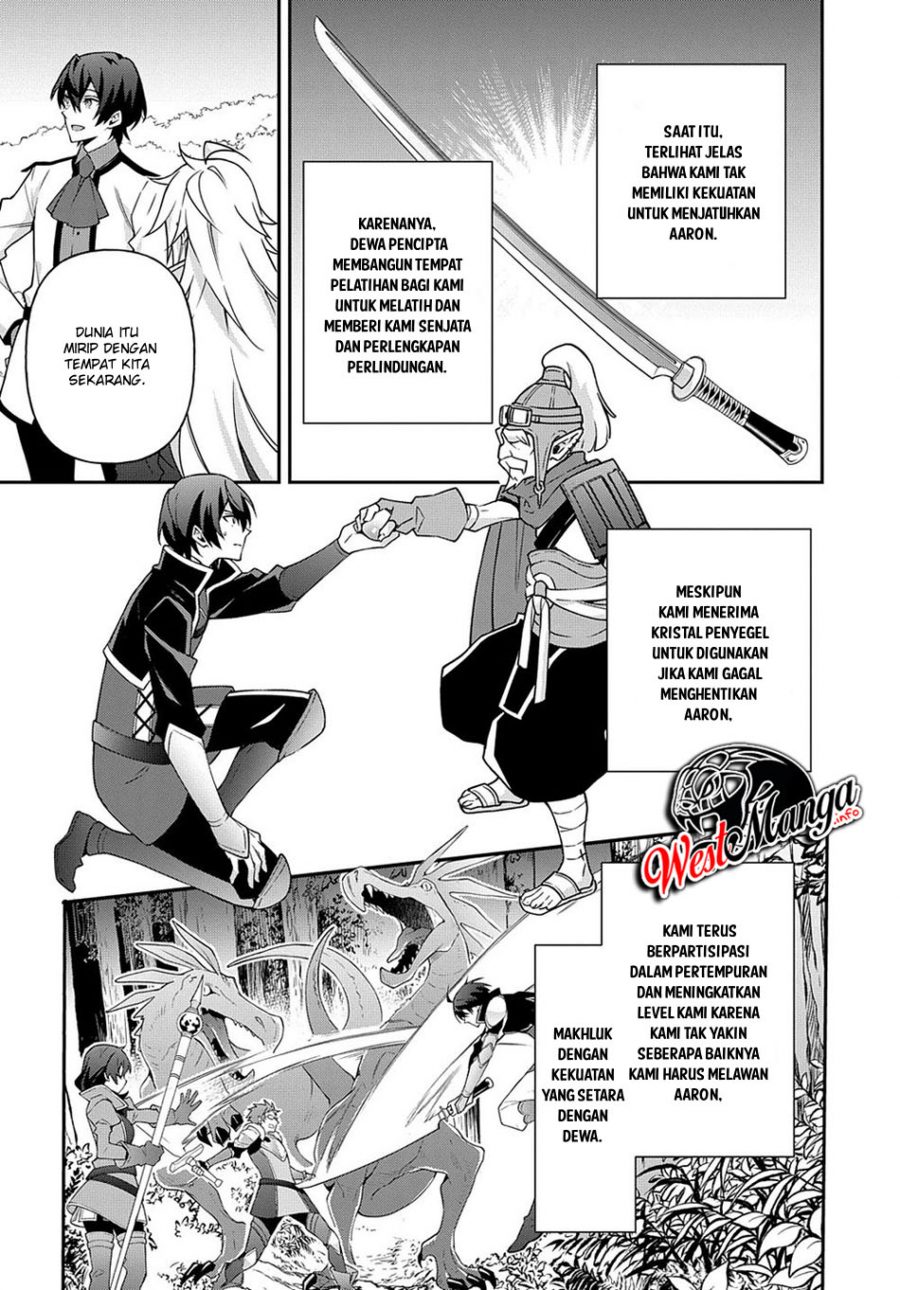 SAAT ITU,
TERLIHAT JELAS
BAHWA KAMI TAK
MEMILIKI KEKUATAN
UNTUK MENJATUHKAN
AARON.
KARENANYA,
DEWA PENCIPTA
MEMBANGUN TEMPAT
PELATIHAN BAGI KAMI
UNTUK MELATIH DAN
MEMBERI KAMI SENJATA
DAN PERLENGKAPAN
PERLINDUNGAN.
DUNIA ITU
MIRIP DENGAN
TEMPAT KITA
SEKARANG.
MESKIPUN
KAMI MENERIMA
KRISTAL PENYEGEL
UNTUK DIGUNAKAN
JIKA KAMI GAGAL
MENGHENTIKAN
AARON,
WestManga
.info
KAMI TERUS
BERPARTISIPASI
DALAM PERTEMPURAN
DAN MENINGKATKAN
LEVEL KAMI KARENA
KAMI TAK YAKIN
SEBERAPA BAIKNYA
KAMI HARUS MELAWAN
AARON,
MAKHLUK
DENGAN
KEKUATAN
YANG SETARA
DENGAN
DEWA.